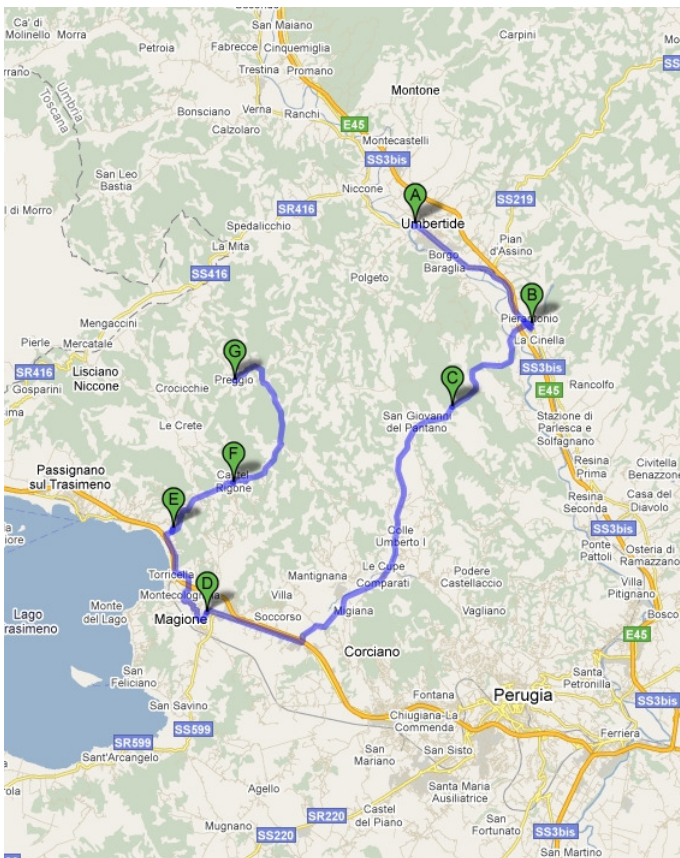 Ca' di
Molinello
Morra
San Maiano
Fabrecce
Cinquemiglia
Petroia
Trestina
Promano
Carpini
Montone
Umbria
Toscana
Bonsciano
Verna
Ranchi
Calzolaro
E45
Montecastelli
SS3bis
San Leo
Bastia
Niccone
A
SS219
l di Morro
SR416
Spedalicchio
Umbertide
La Mita
Pian
d'Assino
Borgo
Baraglia
SS416
Polgeto
B
Mengaccini
La Cinella
Pierle
Mercatale
G
SS3bis
SR416
Lisciano
Niccone
Preggio
C
E45
Rancolfo
Gosparini
Crocicchie
San Giovanni
del Pantano
Stazione di
Parlesca e
Solfagnano
Le Crete
F
Passignano
sul Trasimeno
Castel
Rigone
Resina
Prima
Civitella
Benazzone
E
Resina
Seconda
Casa del
Diavolo
Colle
Umberto I
SS3bis
Ponte
Pattoli
Osteria di
Ramazzano
Torricella
D
Mantignana
Le Cupe
Comparati
Podere
Castellaccio
Villa
Villa
Pitignano
Lago
Monte
del Lago
Magione
Soccorso
Migiana
Vagliano
E45
San
Feliciano
Corciano
Santa
Petronilla
Fontana
Perugia
SS3bis
San Savino
SS599
Chiugiana-La
Commenda
SR599
Ferriera
San
Mariano
San Sisto
Sant'Arcangelo
Agello
Santa Maria
Ausiliatrice
SR220
Castel
del Piano
Mugnano
SS220
San
Fortunato
SS3bis
San Martino